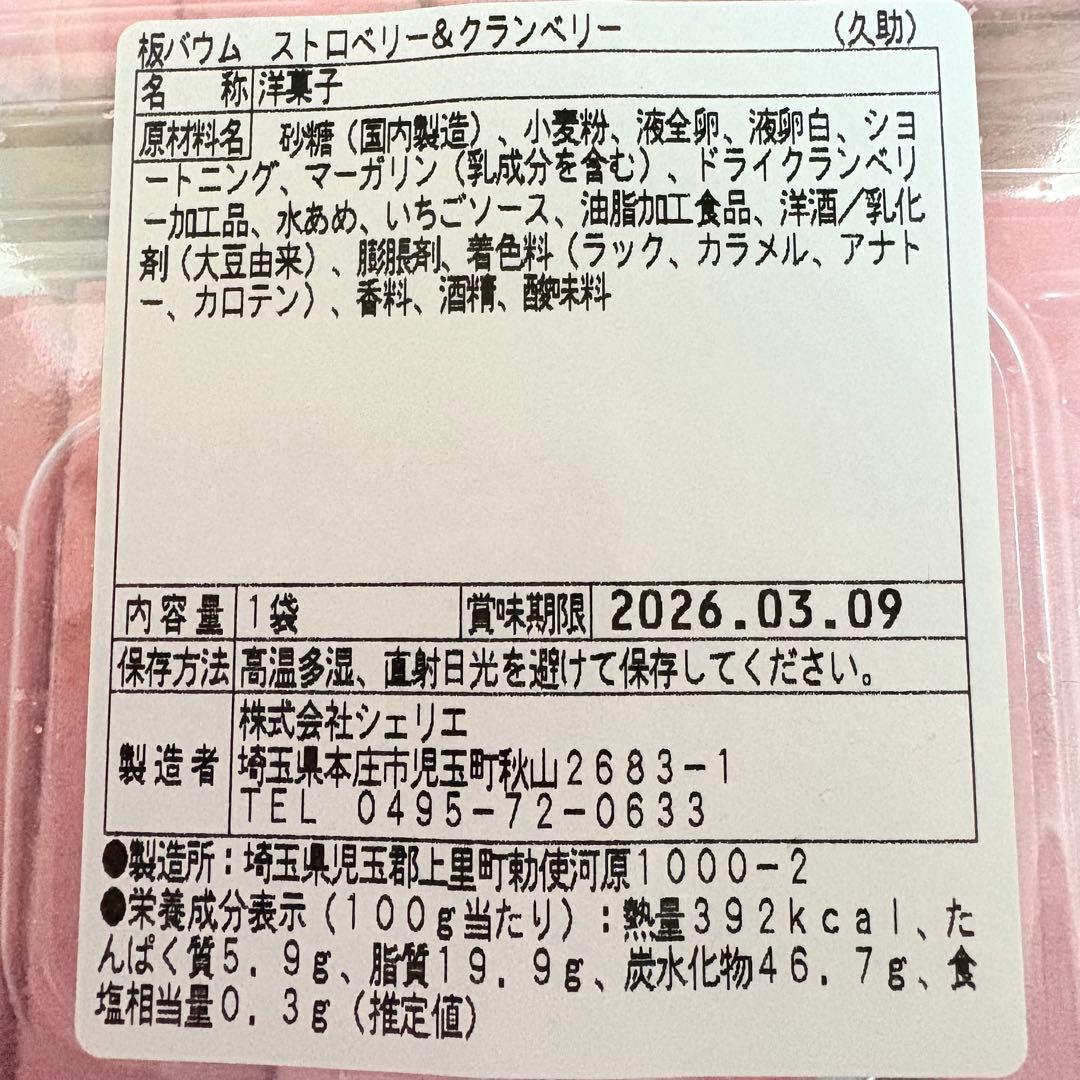 板バウム　ストロベリー&クランベリー　（久助）
名　称 洋菓子
原材料名 砂糖（国内製造）、小麦粉、液全卵、液卵白、ショ
ートニング、マーガリン（乳成分を含む）、ドライクランベリ
ー加工品、水あめ、いちごソース、油脂加工食品、洋酒／乳化
剤（大豆由来）、膨脹剤、着色料（ラック、カラメル、アナト
ー、カロテン）、香料、酒精、酸味料
内容量 1袋 賞味期限 2026.03.09
保存方法 高温多湿、直射日光を避けて保存してください。
製造者 株式会社シェリエ
埼玉県本庄市児玉町秋山2683-1
TEL　0495-72-0633
●製造所：埼玉県児玉郡上里町勅使河原1000-2
●栄養成分表示（100g当たり）：熱量392kcal、た
んぱく質5.9g、脂質19.9g、炭水化物46.7g、食
塩相当量0.3g（推定値）